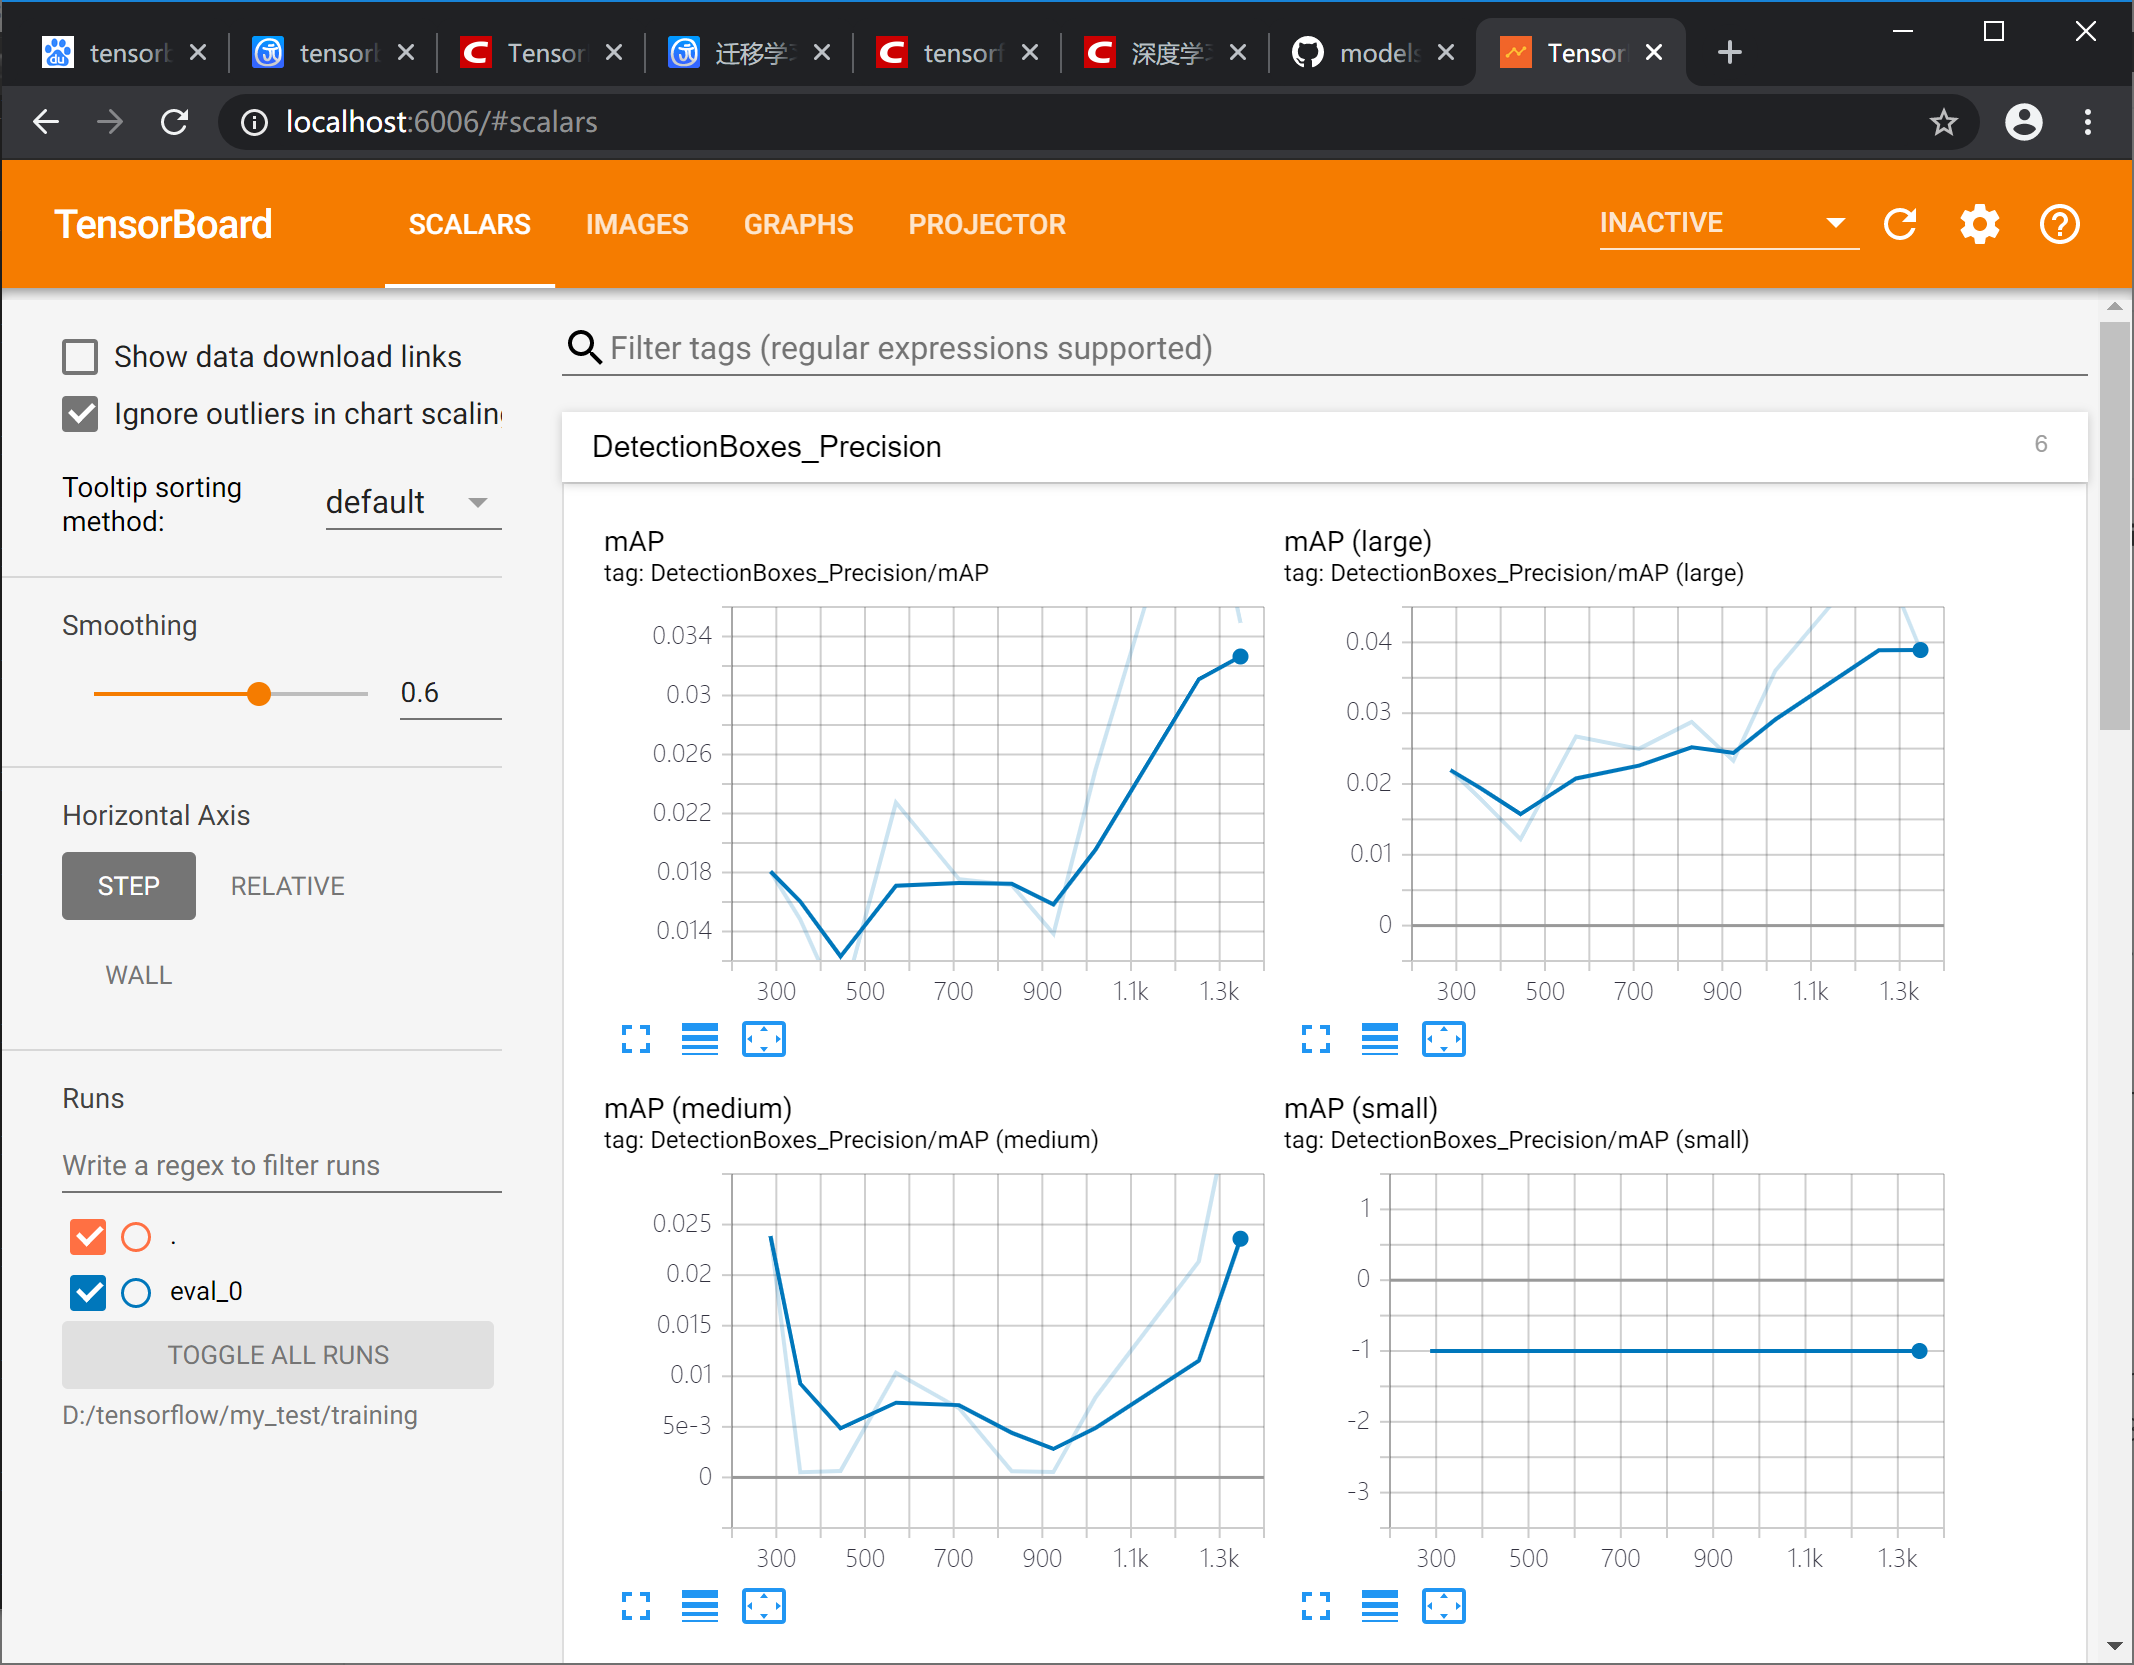 tensorb
tensorb
Tensor
迁移学
tensorf
深度学
models
Tensor
localhost:6006/#scalars
TensorBoard
SCALARS
IMAGES
GRAPHS
PROJECTOR
INACTIVE
Show data download links
Ignore outliers in chart scaling
Tooltip sorting
method:
default
Smoothing
0.6
Horizontal Axis
STEP
RELATIVE
WALL
Runs
Write a regex to filter runs
.
eval_0
TOGGLE ALL RUNS
D:/tensorflow/my_test/training
Filter tags (regular expressions supported)
DetectionBoxes_Precision
6
mAP
tag: DetectionBoxes_Precision/mAP
0.034
0.03
0.026
0.022
0.018
0.014
300 500 700 900 1.1k 1.3k
mAP (large)
tag: DetectionBoxes_Precision/mAP (large)
0.04
0.03
0.02
0.01
0
300 500 700 900 1.1k 1.3k
mAP (medium)
tag: DetectionBoxes_Precision/mAP (medium)
0.025
0.02
0.015
0.01
5e-3
0
300 500 700 900 1.1k 1.3k
mAP (small)
tag: DetectionBoxes_Precision/mAP (small)
1
0
-1
-2
-3
300 500 700 900 1.1k 1.3k